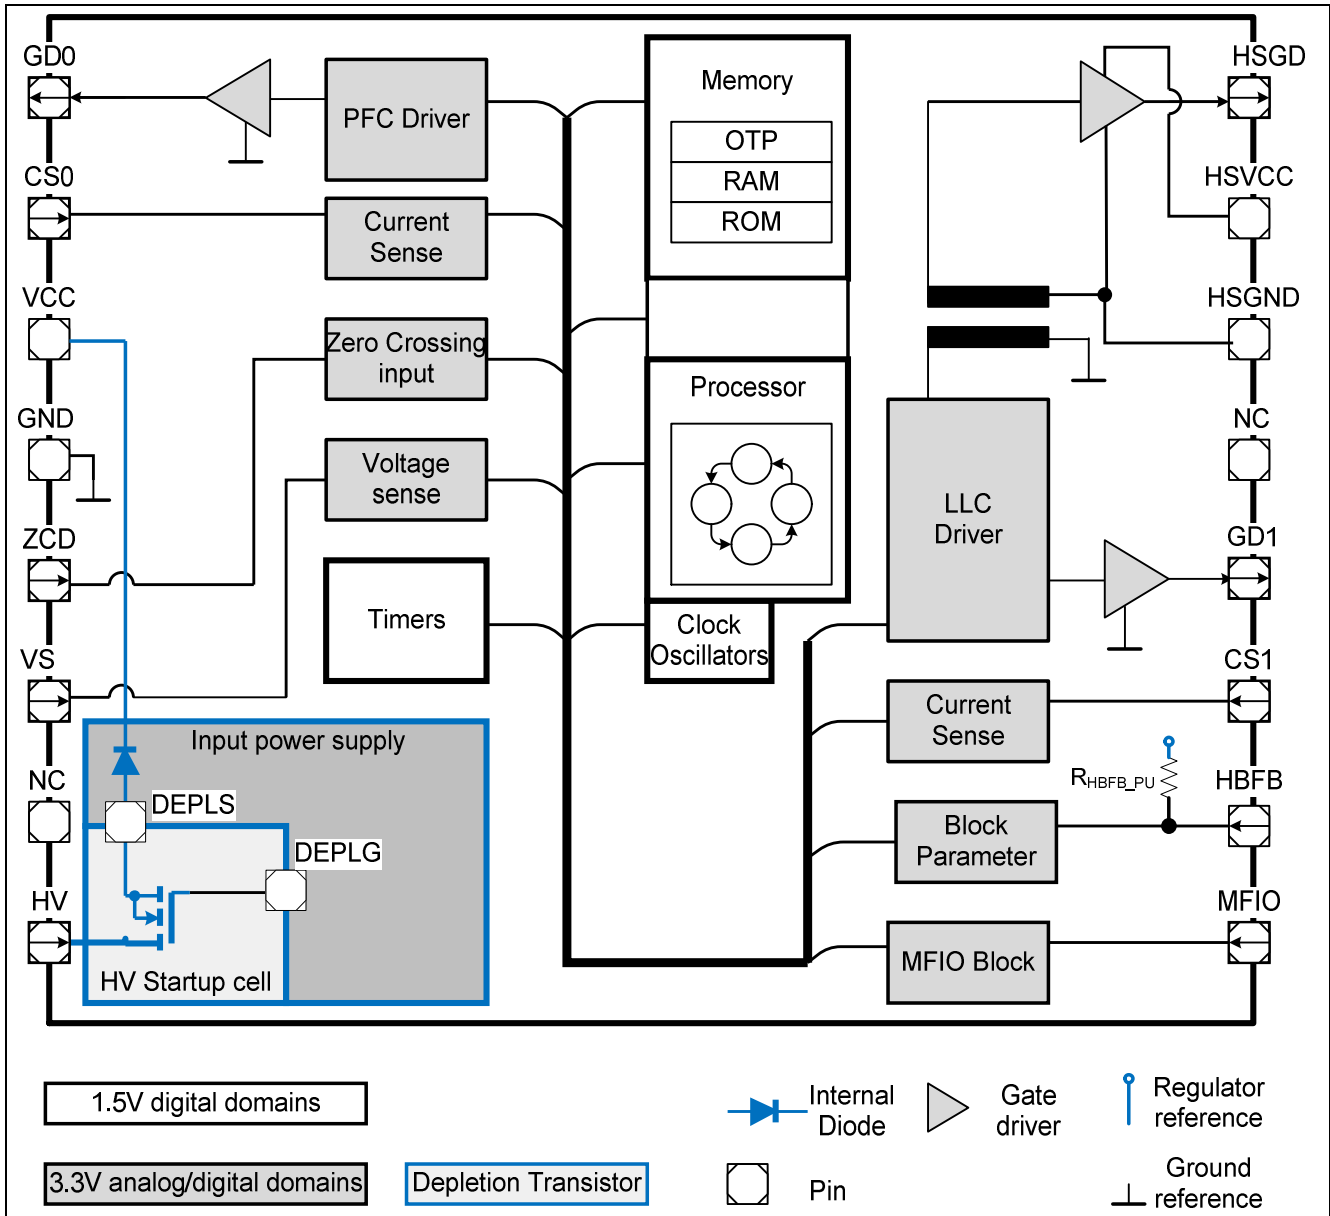 GD0
CS0
VCC
GND
ZCD
VS
NC
HV
PFC Driver
Current
Sense
Zero Crossing
input
Voltage
sense
Timers
Input power supply
DEPLS
DEPLG
HV Startup cell
Memory
OTP
RAM
ROM
Processor
Clock
Oscillators
LLC
Driver
Current
Sense
RHBFB_PU
Block
Parameter
MFIO Block
HSGD
HSVCC
HSGND
NC
GD1
CS1
HBFB
MFIO
1.5V digital domains
3.3V analog/digital domains
Depletion Transistor
Internal
Diode
Pin
Gate
driver
Regulator
reference
Ground
reference